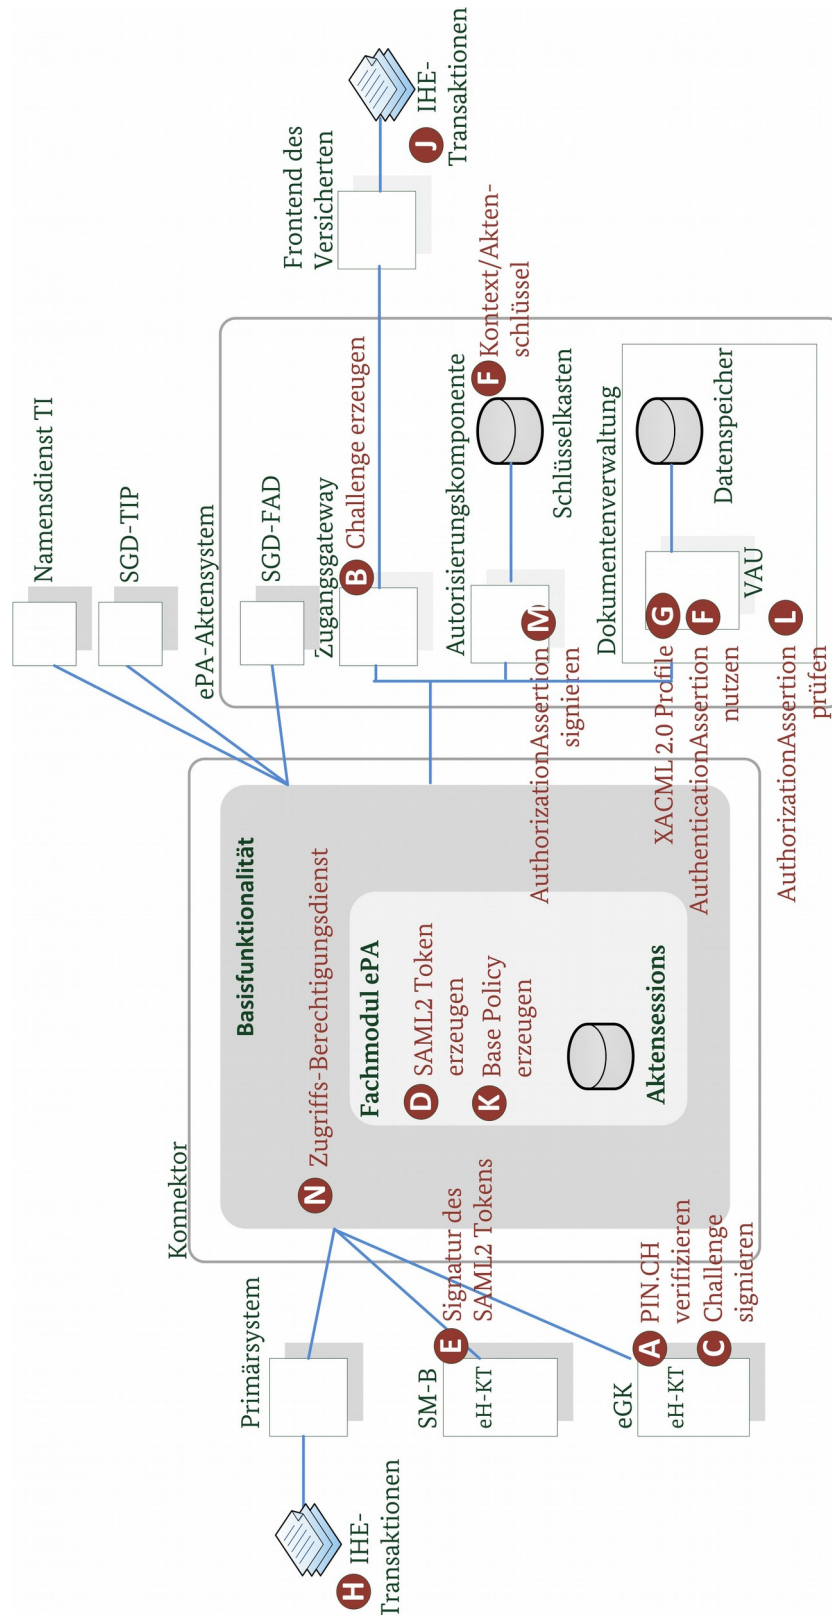 H IHE-
Transaktionen
Primärsystem
SM-B
eH-KT
E Signatur des
SAML2 Tokens
eGK
eH-KT
A PIN.CH
verifizieren
C Challenge
signieren
Konnektor
N Zugriffs-Berechtigungsdienst
Basisfunktionalität
Fachmodul ePA
D SAML2 Token
erzeugen
K Base Policy
erzeugen
Aktensessions
Namensdienst TI
SGD-TIP
ePA-Aktensystem
SGD-FAD
Zugangsgateway
B Challenge erzeugen
Autorisierungskomponente
M
AuthorizationAssertion
signieren
F Kontext/Akten-
schlüssel
Schlüsselkasten
Dokumentenverwaltung
XACML 2.0 Profile G
AuthenticationAssertion F
nutzen
VAU
AuthorizationAssertion L
prüfen
Datenspeicher
Frontend des
Versicherten
J IHE-
Transaktionen